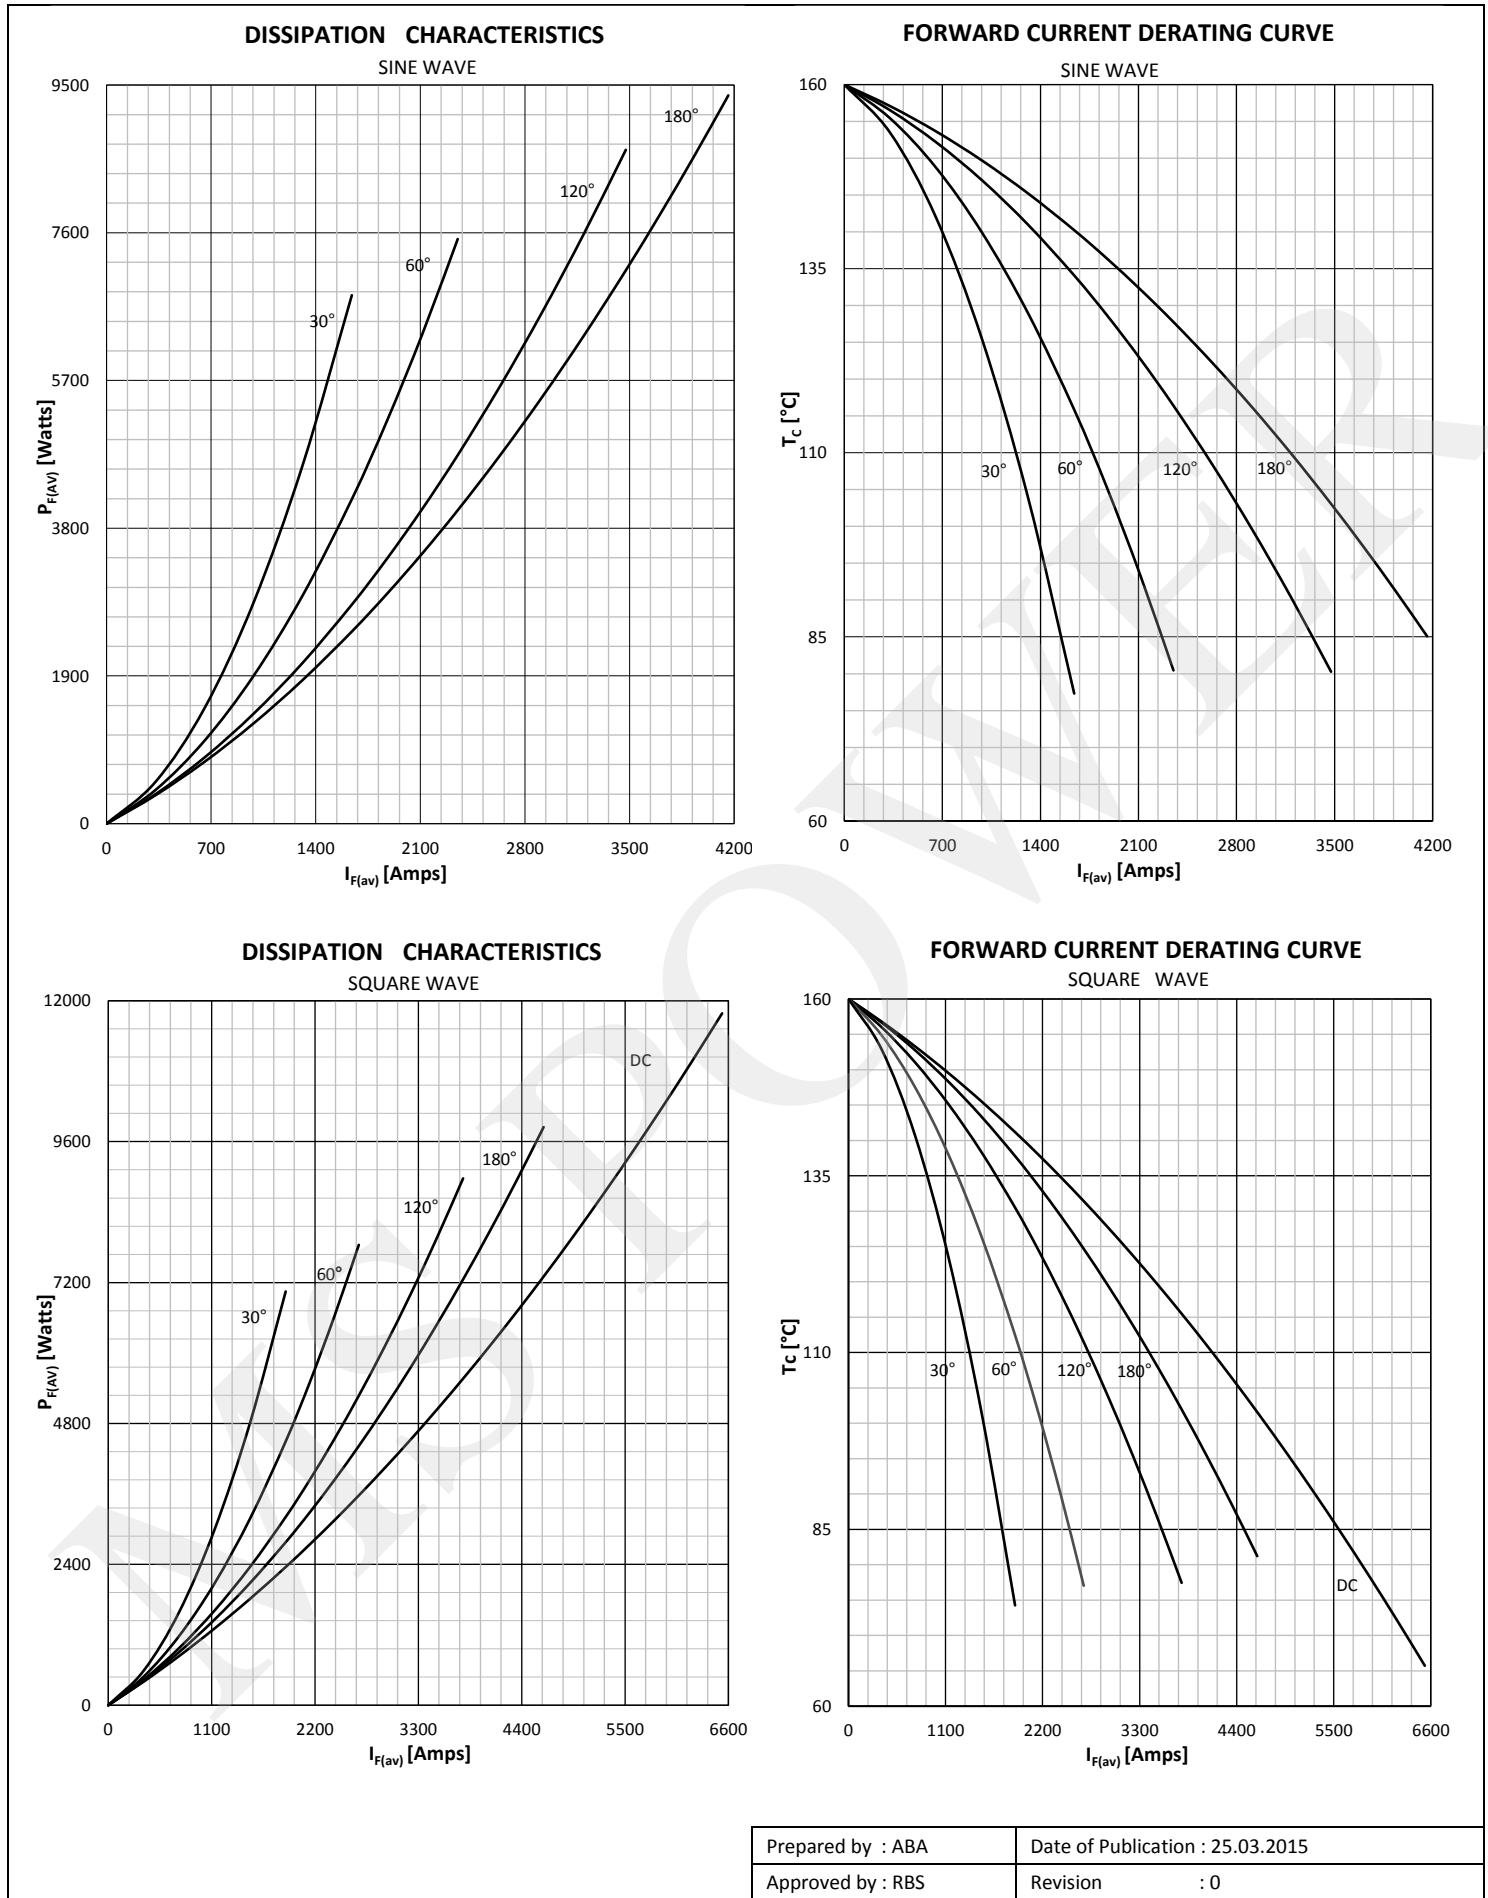 DISSIPATION CHARACTERISTICS
SINE WAVE
9500
7600
5700
3800
1900
0
P_F(AV) [Watts]
30°
60°
120°
180°
0 700 1400 2100 2800 3500 4200
I_F(av) [Amps]
FORWARD CURRENT DERATING CURVE
SINE WAVE
160
135
110
85
60
T_C [°C]
30° 60° 120° 180°
0 700 1400 2100 2800 3500 4200
I_F(av) [Amps]
DISSIPATION CHARACTERISTICS
SQUARE WAVE
12000
9600
7200
4800
2400
0
P_F(AV) [Watts]
30°
60°
120°
180°
DC
0 1100 2200 3300 4400 5500 6600
I_F(av) [Amps]
FORWARD CURRENT DERATING CURVE
SQUARE WAVE
160
135
110
85
60
Tc [°C]
30° 60° 120° 180°
DC
0 1100 2200 3300 4400 5500 6600
I_F(av) [Amps]
MS POWER
Prepared by : ABA Date of Publication : 25.03.2015
Approved by : RBS Revision : 0